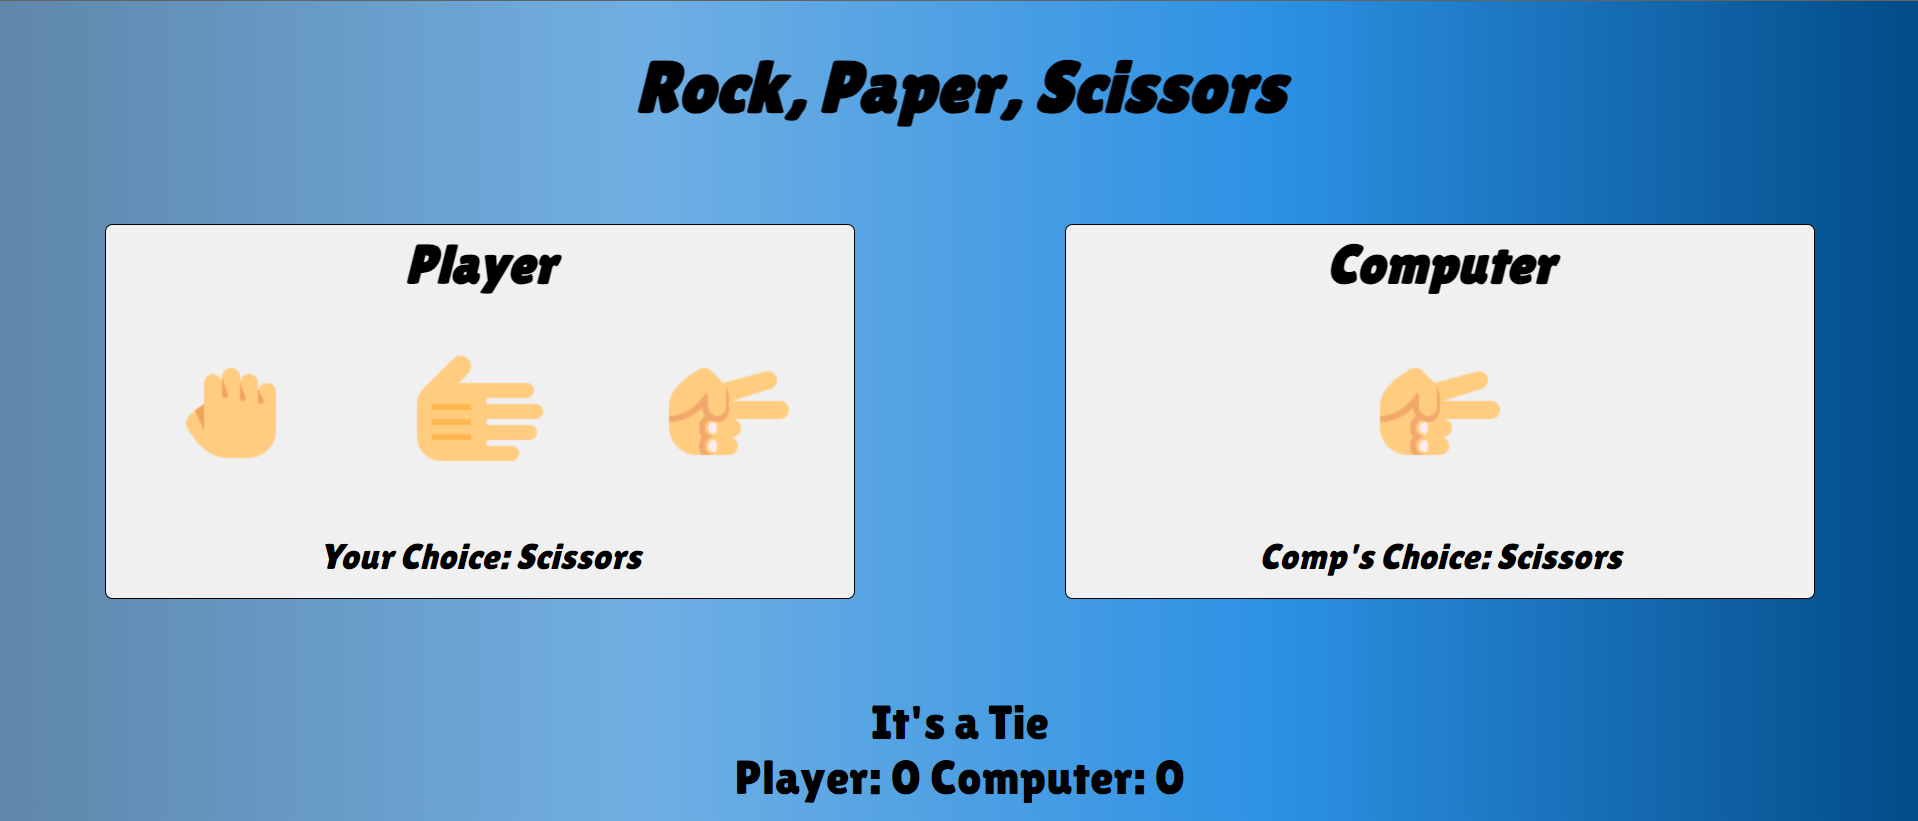 Rock, Paper, Scissors
Player
Your Choice: Scissors
Computer
Comp's Choice: Scissors
It's a Tie
Player: 0 Computer: 0